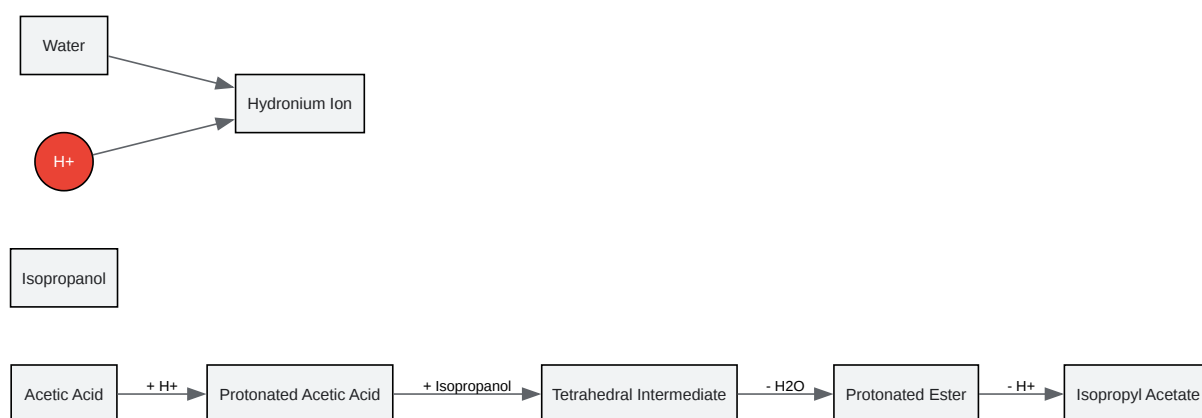 Water
Hydronium Ion
H+
Isopropanol
Acetic Acid
+ H+
Protonated Acetic Acid
+ Isopropanol
Tetrahedral Intermediate
- H2O
Protonated Ester
- H+
Isopropyl Acetate